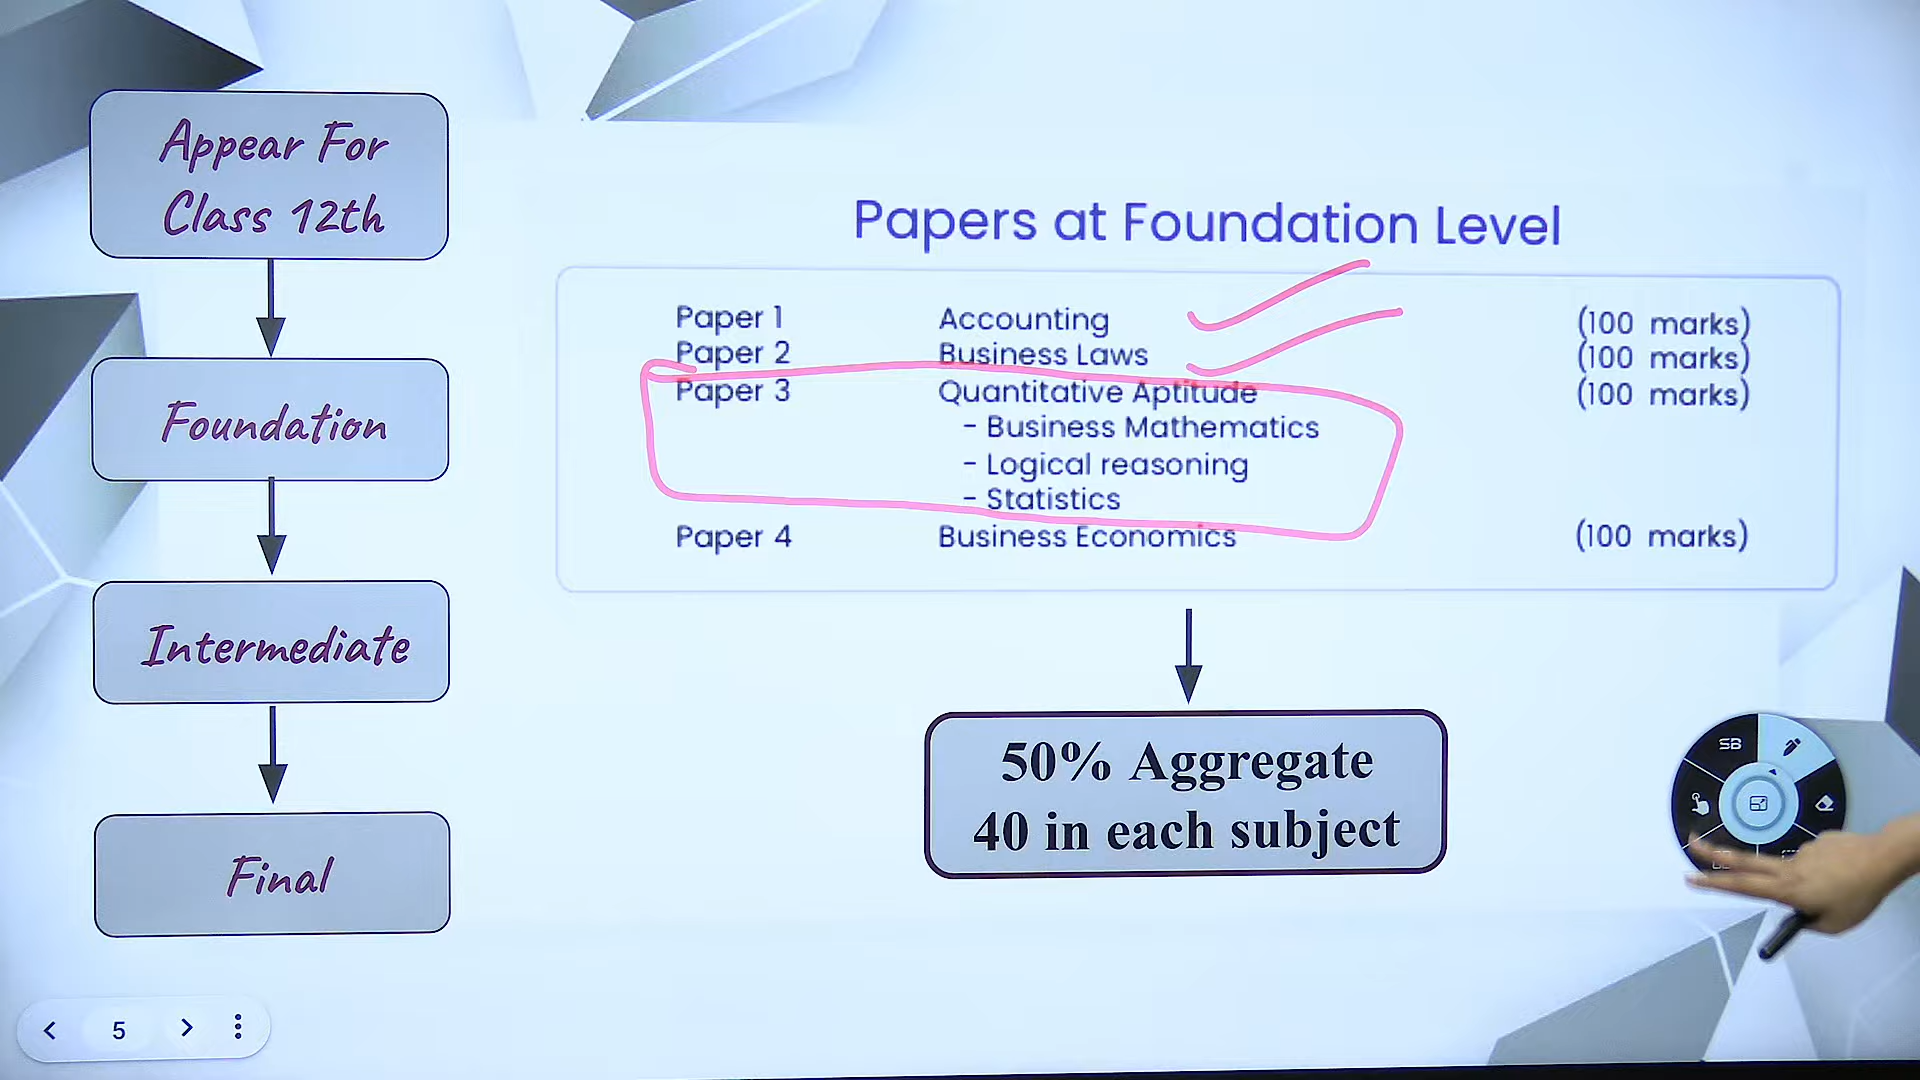 Appear For
Class 12th
Foundation
Intermediate
Final
Papers at Foundation Level
Paper 1 Accounting (100 marks)
Paper 2 Business Laws (100 marks)
Paper 3 Quantitative Aptitude (100 marks)
- Business Mathematics
- Logical reasoning
- Statistics
Paper 4 Business Economics (100 marks)
50% Aggregate
40 in each subject
SB
5